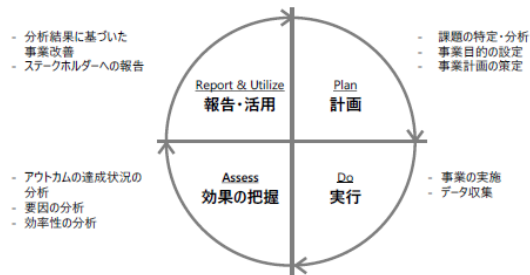 - 分析結果に基づいた
事業改善
- ステークホルダーへの報告
- 課題の特定・分析
- 事業目的の設定
- 事業計画の策定
Report & Utilize
報告・活用
Plan
計画
- アウトカムの達成状況の
分析
- 要因の分析
- 効率性の分析
Assess
効果の把握
Do
実行
- 事業の実施
- データ収集